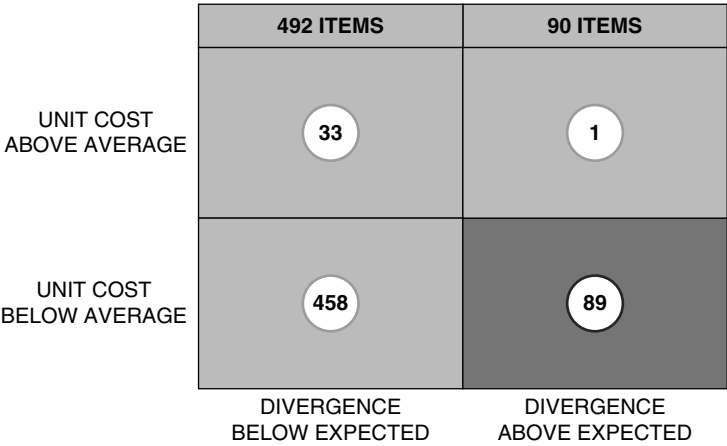 492 ITEMS
90 ITEMS
UNIT COST
ABOVE AVERAGE
33
1
UNIT COST
BELOW AVERAGE
458
89
DIVERGENCE
BELOW EXPECTED
DIVERGENCE
ABOVE EXPECTED